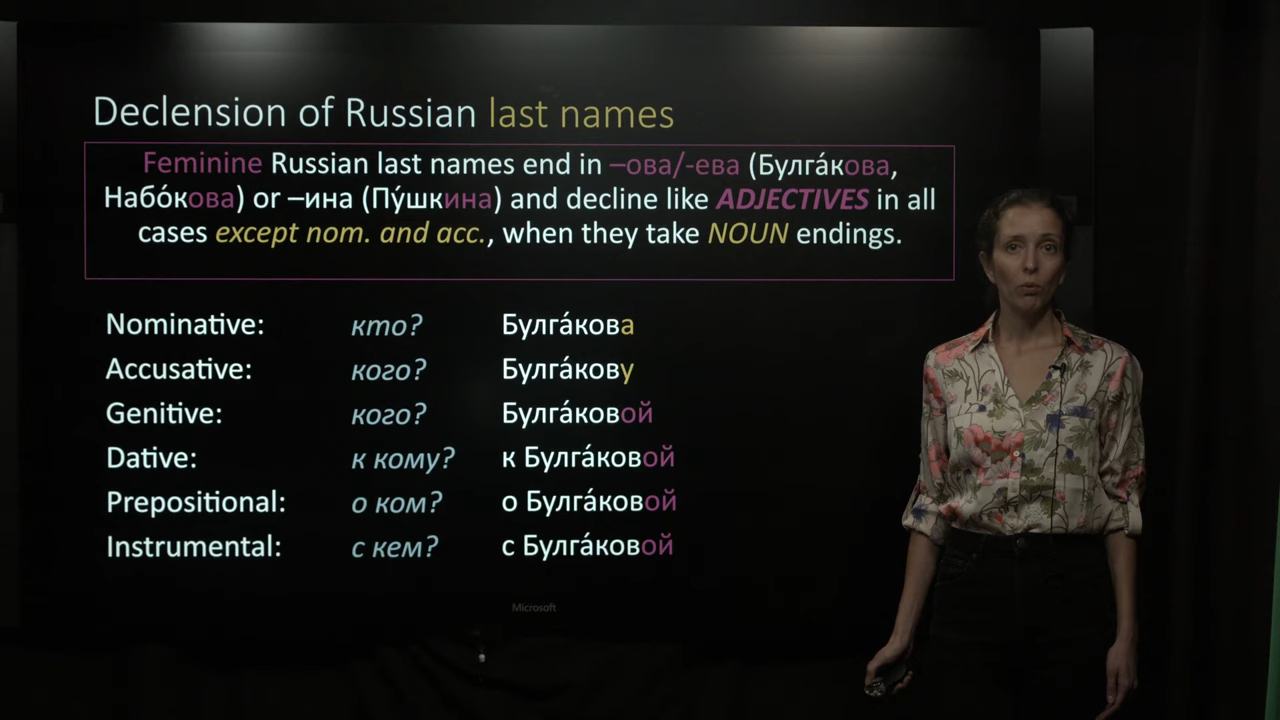 Declension of Russian last names
Feminine Russian last names end in –ова/-ева (Булга́кова,
Набо́кова) or –ина (Пу́шкина) and decline like ADJECTIVES in all
cases except nom. and acc., when they take NOUN endings.
Nominative: кто? Булга́кова
Accusative: кого? Булга́кову
Genitive: кого? Булга́ковой
Dative: к кому? к Булга́ковой
Prepositional: о ком? о Булга́ковой
Instrumental: с кем? с Булга́ковой
Microsoft